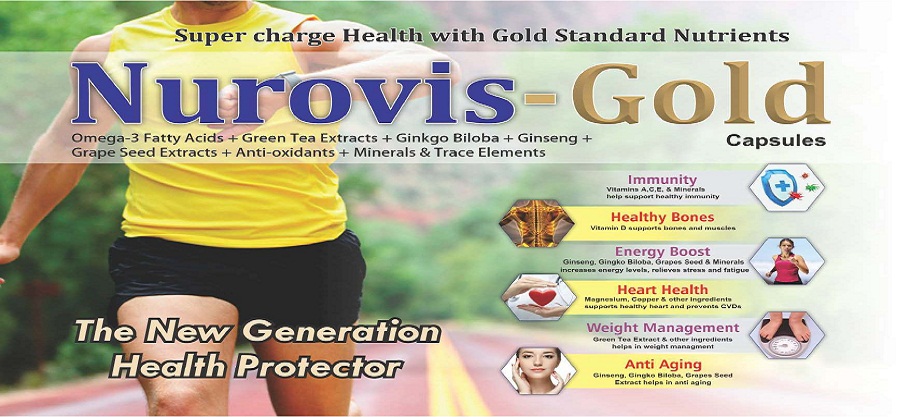 Super charge Health with Gold Standard Nutrients
Nurovis-Gold
Omega-3 Fatty Acids + Green Tea Extracts + Ginkgo Biloba + Ginseng +
Grape Seed Extracts + Anti-oxidants + Minerals & Trace Elements
Capsules
Immunity
Vitamins A,C,E, & Minerals
help support healthy immunity
Healthy Bones
Vitamin D supports bones and muscles
Energy Boost
Ginseng, Gingko Biloba, Grapes Seed & Minerals
increases energy levels, relieves stress and fatigue
Heart Health
Magnesium, Copper & other ingredients
supports healthy heart and prevents CVDs
Weight Management
Green Tea Extract & other ingredients
helps in weight managment
Anti Aging
Ginseng, Gingko Biloba, Grapes Seed
Extract helps in anti aging
The New Generation
Health Protector